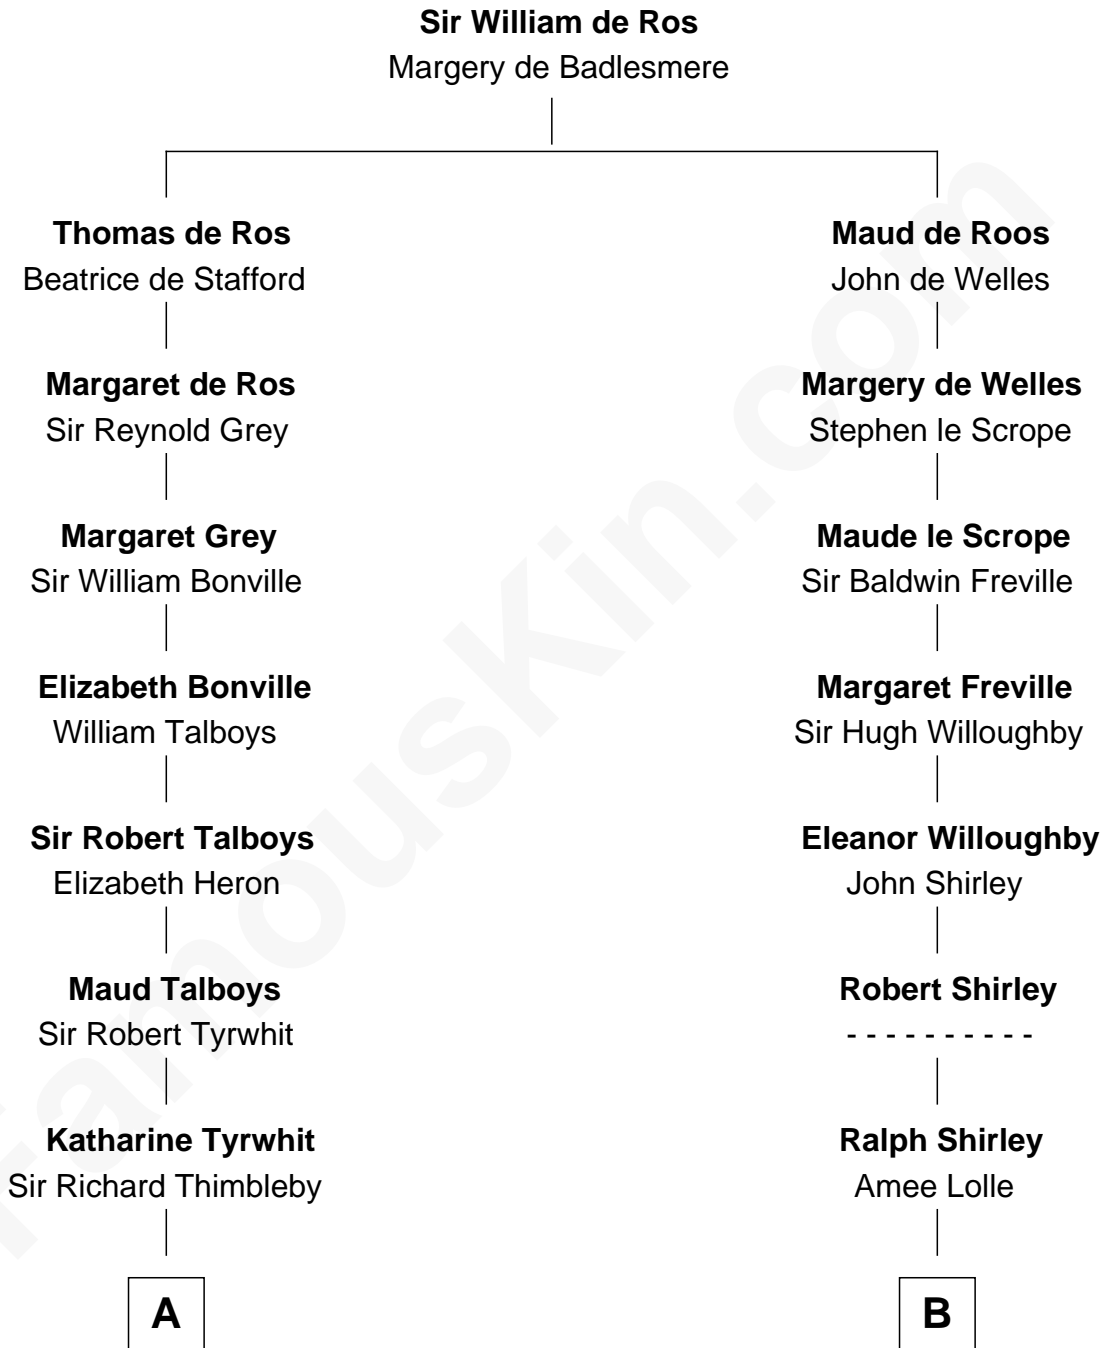 Sir William de Ros
Margery de Badlesmere
Thomas de Ros
Beatrice de Stafford
Margaret de Ros
Sir Reynold Grey
Margaret Grey
Sir William Bonville
Elizabeth Bonville
William Talboys
Sir Robert Talboys
Elizabeth Heron
Maud Talboys
Sir Robert Tyrwhit
Katharine Tyrwhit
Sir Richard Thimbleby
A
Maud de Roos
John de Welles
Margery de Welles
Stephen le Scrope
Maude le Scrope
Sir Baldwin Freville
Margaret Freville
Sir Hugh Willoughby
Eleanor Willoughby
John Shirley
Robert Shirley
- - - - - - - - - -
Ralph Shirley
Amee Lolle
B
FamousKin.com